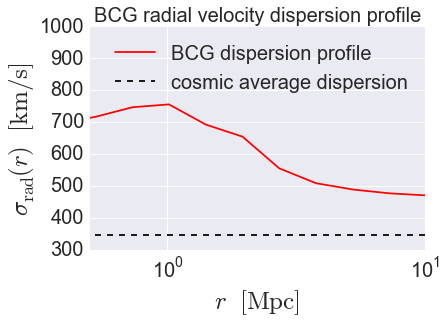 BCG radial velocity dispersion profile
1000
900
800
700
600
500
400
300
σ_rad(r) [km/s]
BCG dispersion profile
cosmic average dispersion
10^0
10^1
r [Mpc]